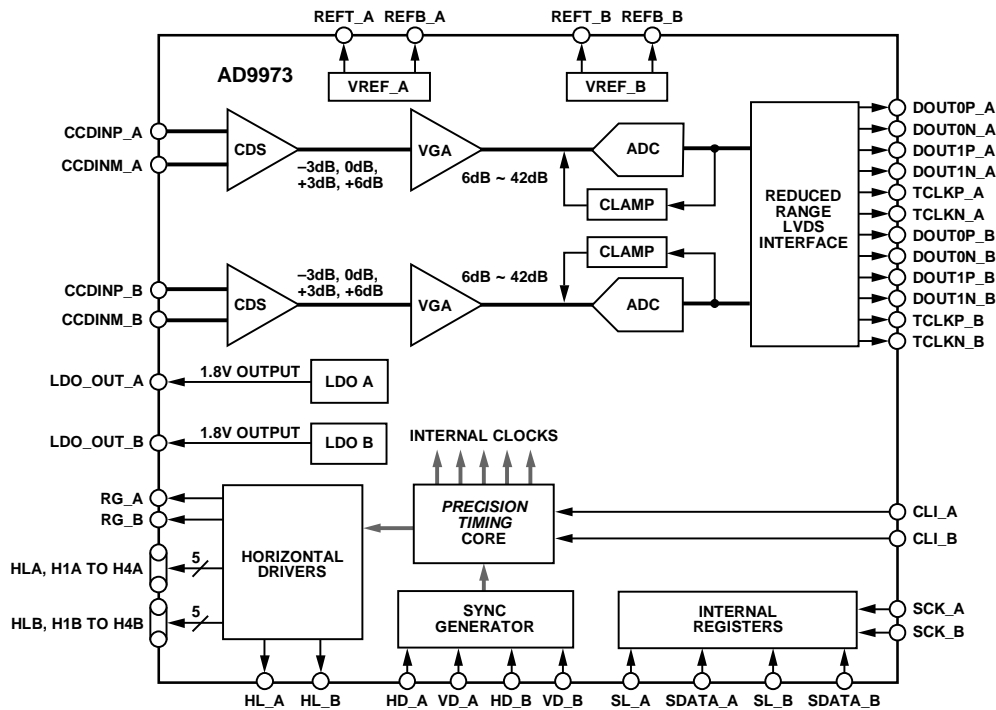 REFT_A REFB_A REFT_B REFB_B
AD9973
VREF_A VREF_B
CCDINP_A
CCDINM_A
CDS
–3dB, 0dB,
+3dB, +6dB
VGA
6dB ~ 42dB
ADC
CLAMP
CCDINP_B
CCDINM_B
CDS
–3dB, 0dB,
+3dB, +6dB
VGA
6dB ~ 42dB
CLAMP
ADC
REDUCED
RANGE
LVDS
INTERFACE
DOUT0P_A
DOUT0N_A
DOUT1P_A
DOUT1N_A
TCLKP_A
TCLKN_A
DOUT0P_B
DOUT0N_B
DOUT1P_B
DOUT1N_B
TCLKP_B
TCLKN_B
LDO_OUT_A
1.8V OUTPUT
LDO A
LDO_OUT_B
1.8V OUTPUT
LDO B
INTERNAL CLOCKS
RG_A
RG_B
HLA, H1A TO H4A
5
HLB, H1B TO H4B
5
HORIZONTAL
DRIVERS
PRECISION
TIMING
CORE
CLI_A
CLI_B
SYNC
GENERATOR
INTERNAL
REGISTERS
SCK_A
SCK_B
HL_A HL_B HD_A VD_A HD_B VD_B SL_A SDATA_A SL_B SDATA_B